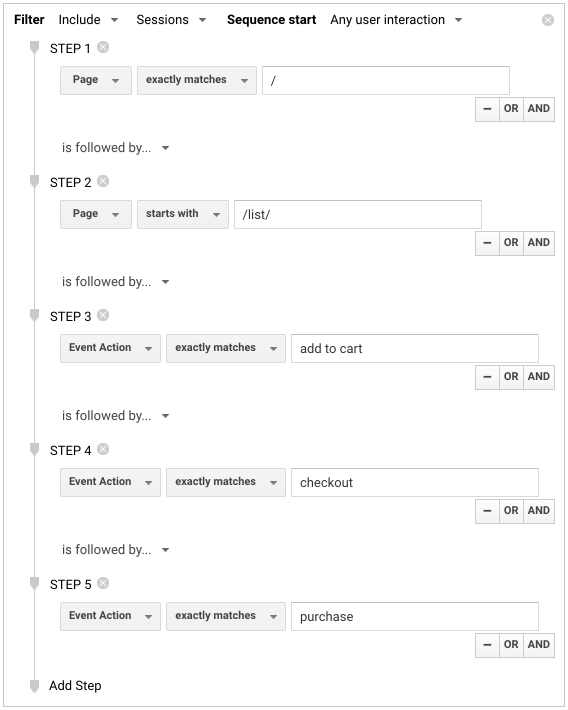 Filter Include Sessions Sequence start Any user interaction
STEP 1
Page exactly matches /
– OR AND
is followed by...
STEP 2
Page starts with /list/
– OR AND
is followed by...
STEP 3
Event Action exactly matches add to cart
– OR AND
is followed by...
STEP 4
Event Action exactly matches checkout
– OR AND
is followed by...
STEP 5
Event Action exactly matches purchase
– OR AND
Add Step